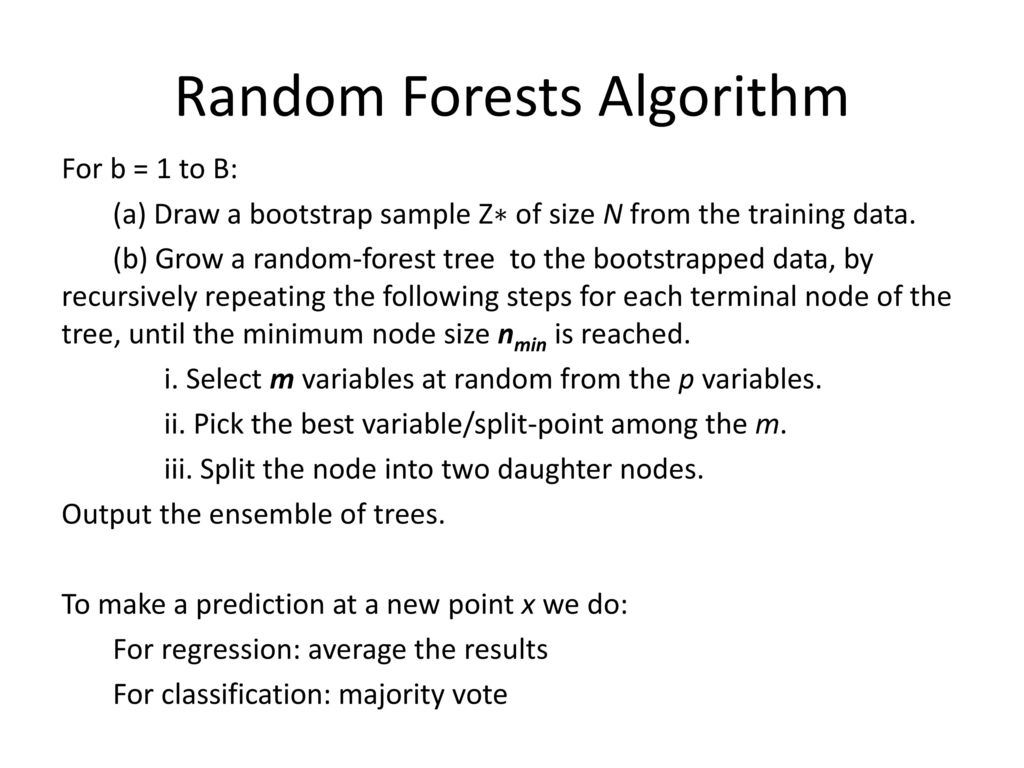 Random Forests Algorithm
For b = 1 to B:
(a) Draw a bootstrap sample Z∗ of size N from the training data.
(b) Grow a random-forest tree  to the bootstrapped data, by
recursively repeating the following steps for each terminal node of the
tree, until the minimum node size nmin is reached.
i. Select m variables at random from the p variables.
ii. Pick the best variable/split-point among the m.
iii. Split the node into two daughter nodes.
Output the ensemble of trees.
To make a prediction at a new point x we do:
For regression: average the results
For classification: majority vote